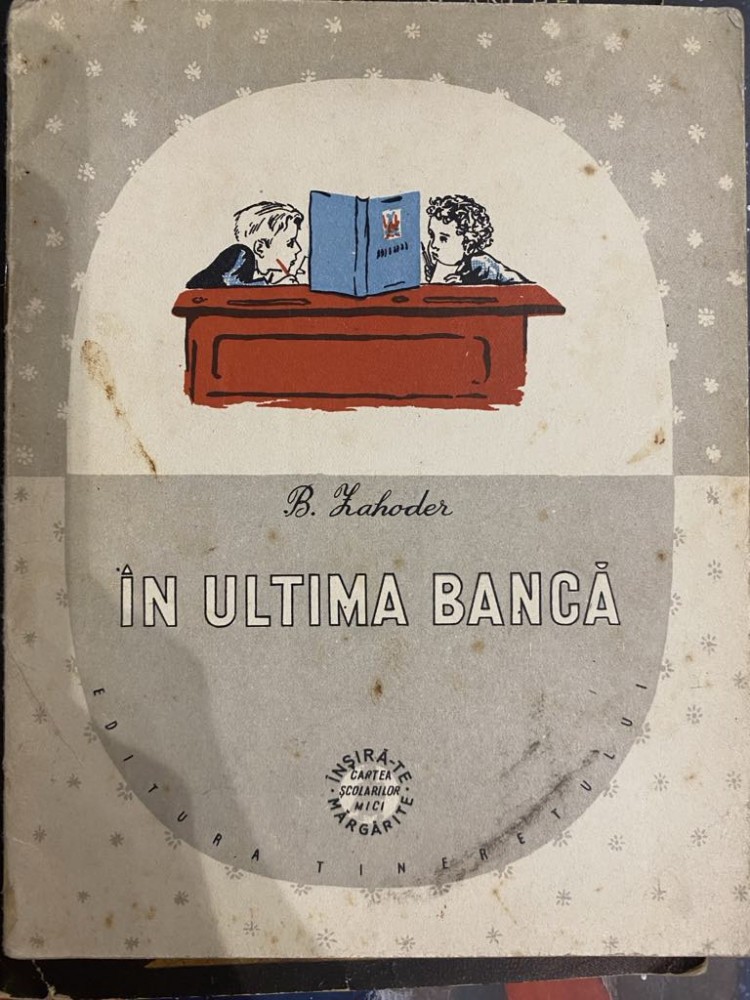 B. Zahoder
ÎN ULTIMA BANCĂ
ÎNȘIRĂ-TE
CARTEA
ȘCOLARILOR
MICI
MĂRGĂRITE
EDITURA TINERETULUI